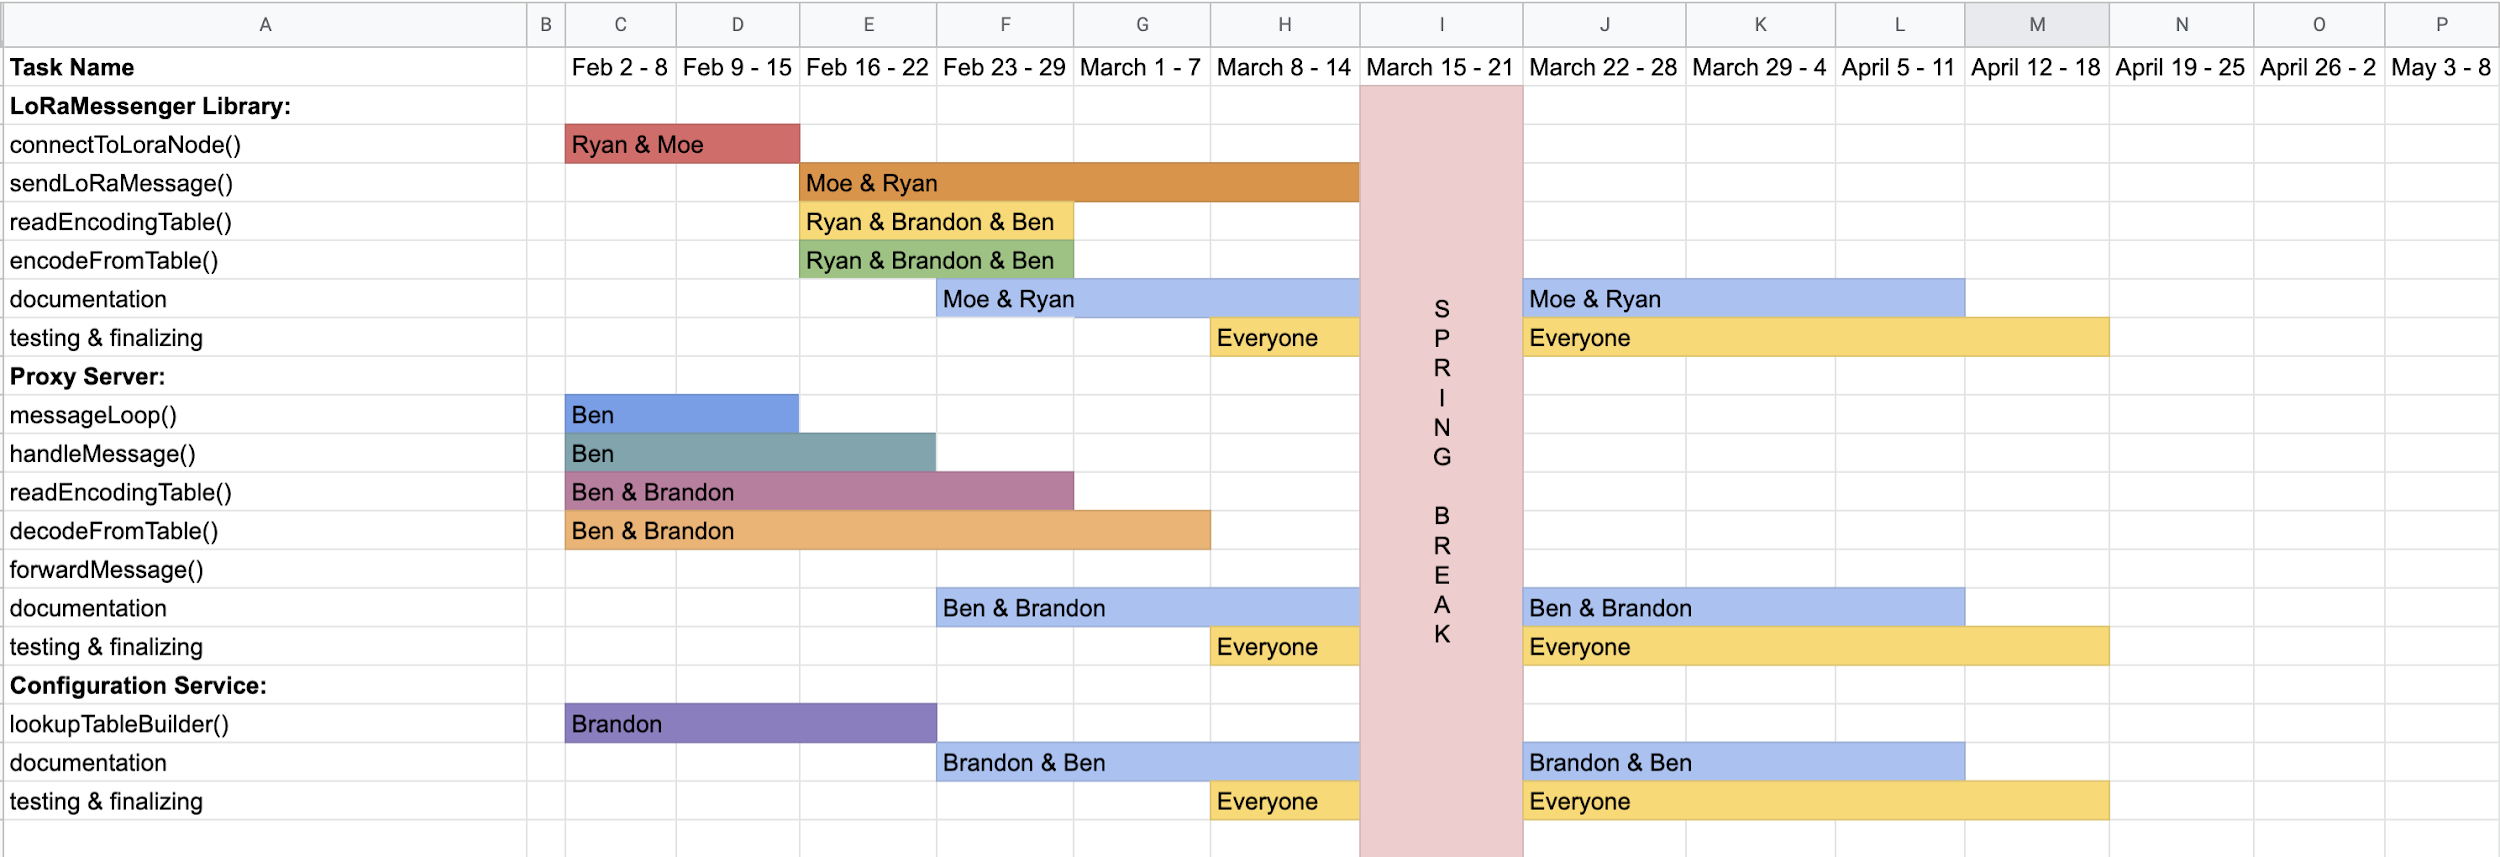 A B C D E F G H I J K L M N O P
Task Name Feb 2 - 8 Feb 9 - 15 Feb 16 - 22 Feb 23 - 29 March 1 - 7 March 8 - 14 March 15 - 21 March 22 - 28 March 29 - 4 April 5 - 11 April 12 - 18 April 19 - 25 April 26 - 2 May 3 - 8
LoRaMessenger Library:
connectToLoraNode() Ryan & Moe
sendLoRaMessage() Moe & Ryan
readEncodingTable() Ryan & Brandon & Ben
encodeFromTable() Ryan & Brandon & Ben
documentation Moe & Ryan Moe & Ryan
testing & finalizing Everyone Everyone
Proxy Server:
messageLoop() Ben
handleMessage() Ben
readEncodingTable() Ben & Brandon
decodeFromTable() Ben & Brandon
forwardMessage()
documentation Ben & Brandon Ben & Brandon
testing & finalizing Everyone Everyone
Configuration Service:
lookupTableBuilder() Brandon
documentation Brandon & Ben Brandon & Ben
testing & finalizing Everyone Everyone
SPRING BREAK